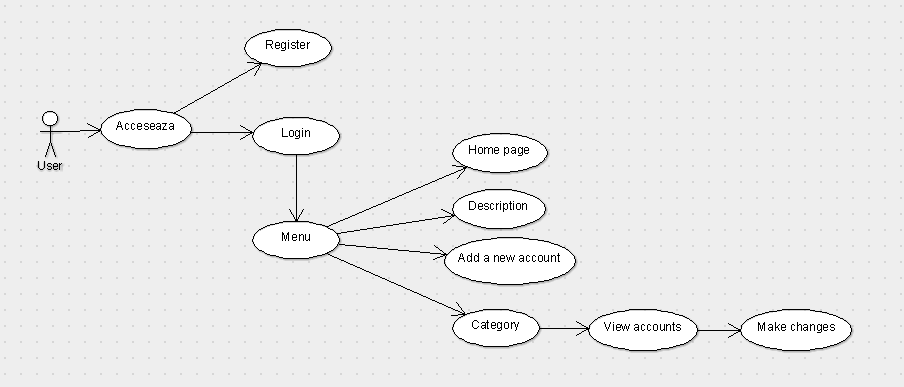 Register
Acceseaza
Login
User
Home page
Description
Menu
Add a new account
Category
View accounts
Make changes